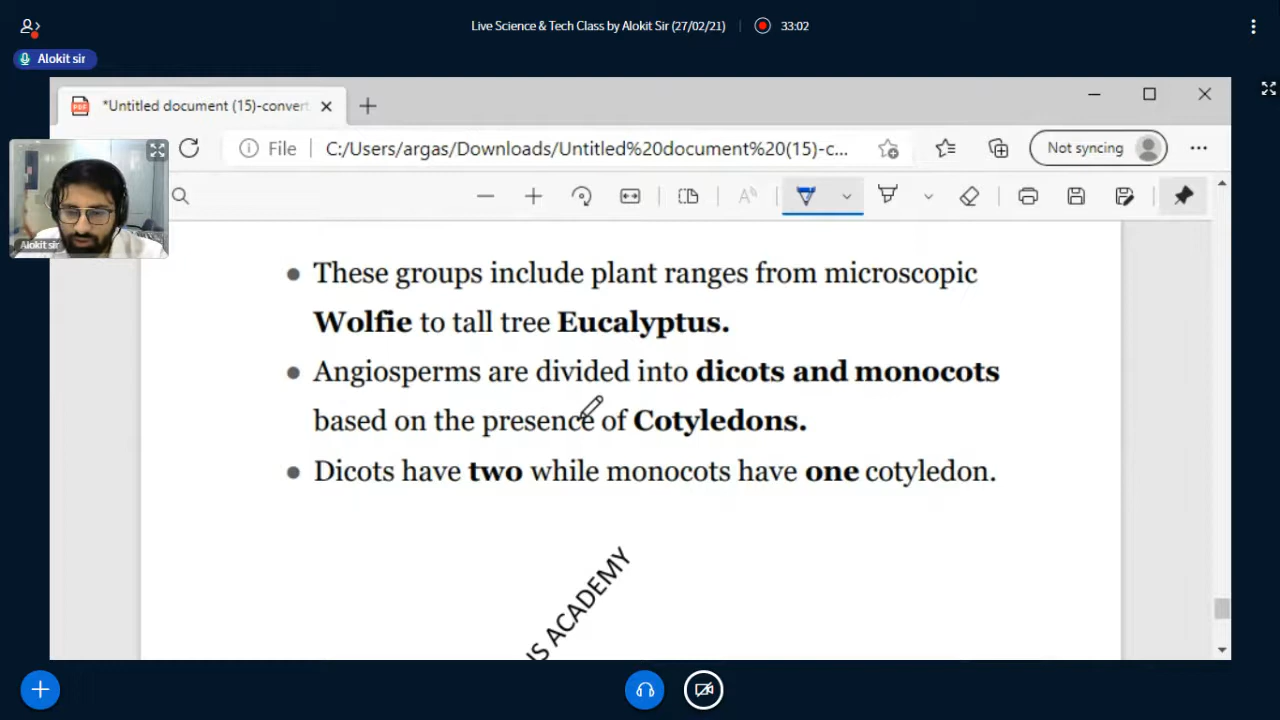 Live Science & Tech Class by Alokit Sir (27/02/21)
33:02
Alokit sir
*Untitled document (15)-convert
File
C:/Users/argas/Downloads/Untitled%20document%20(15)-c...
Not syncing
Alokit sir
These groups include plant ranges from microscopic
Wolfie to tall tree Eucalyptus.
Angiosperms are divided into dicots and monocots
based on the presence of Cotyledons.
Dicots have two while monocots have one cotyledon.
ACADEMY